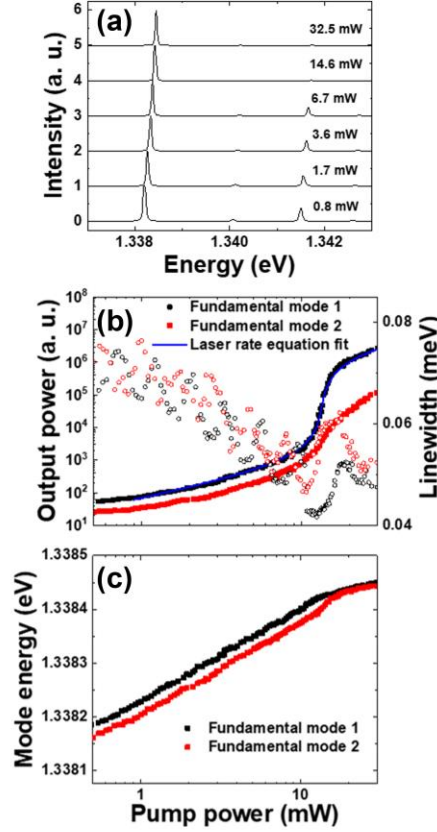 (a)
6
5
4
3
2
1
0
32.5 mW
14.6 mW
6.7 mW
3.6 mW
1.7 mW
0.8 mW
Intensity (a. u.)
1.338 1.340 1.342
Energy (eV)
(b)
10⁸
10⁷
10⁶
10⁵
10⁴
10³
10²
10¹
Output power (a. u.)
Fundamental mode 1
Fundamental mode 2
Laser rate equation fit
0.08
0.06
0.04
Linewidth (meV)
(c)
1.3385
1.3384
1.3383
1.3382
1.3381
Mode energy (eV)
Fundamental mode 1
Fundamental mode 2
1 10
Pump power (mW)